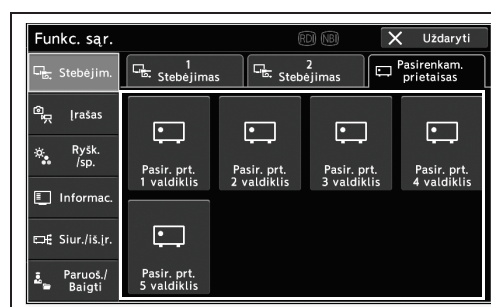 Funkc. sąr.
RDI NBI
Uždaryti
Stebėjim.
1
Stebėjimas
2
Stebėjimas
Pasirenkam.
prietaisas
Įrašas
Ryšk.
/sp.
Informac.
Siur./iš.įr.
Paruoš./
Baigti
Pasir. prt.
1 valdiklis
Pasir. prt.
2 valdiklis
Pasir. prt.
3 valdiklis
Pasir. prt.
4 valdiklis
Pasir. prt.
5 valdiklis